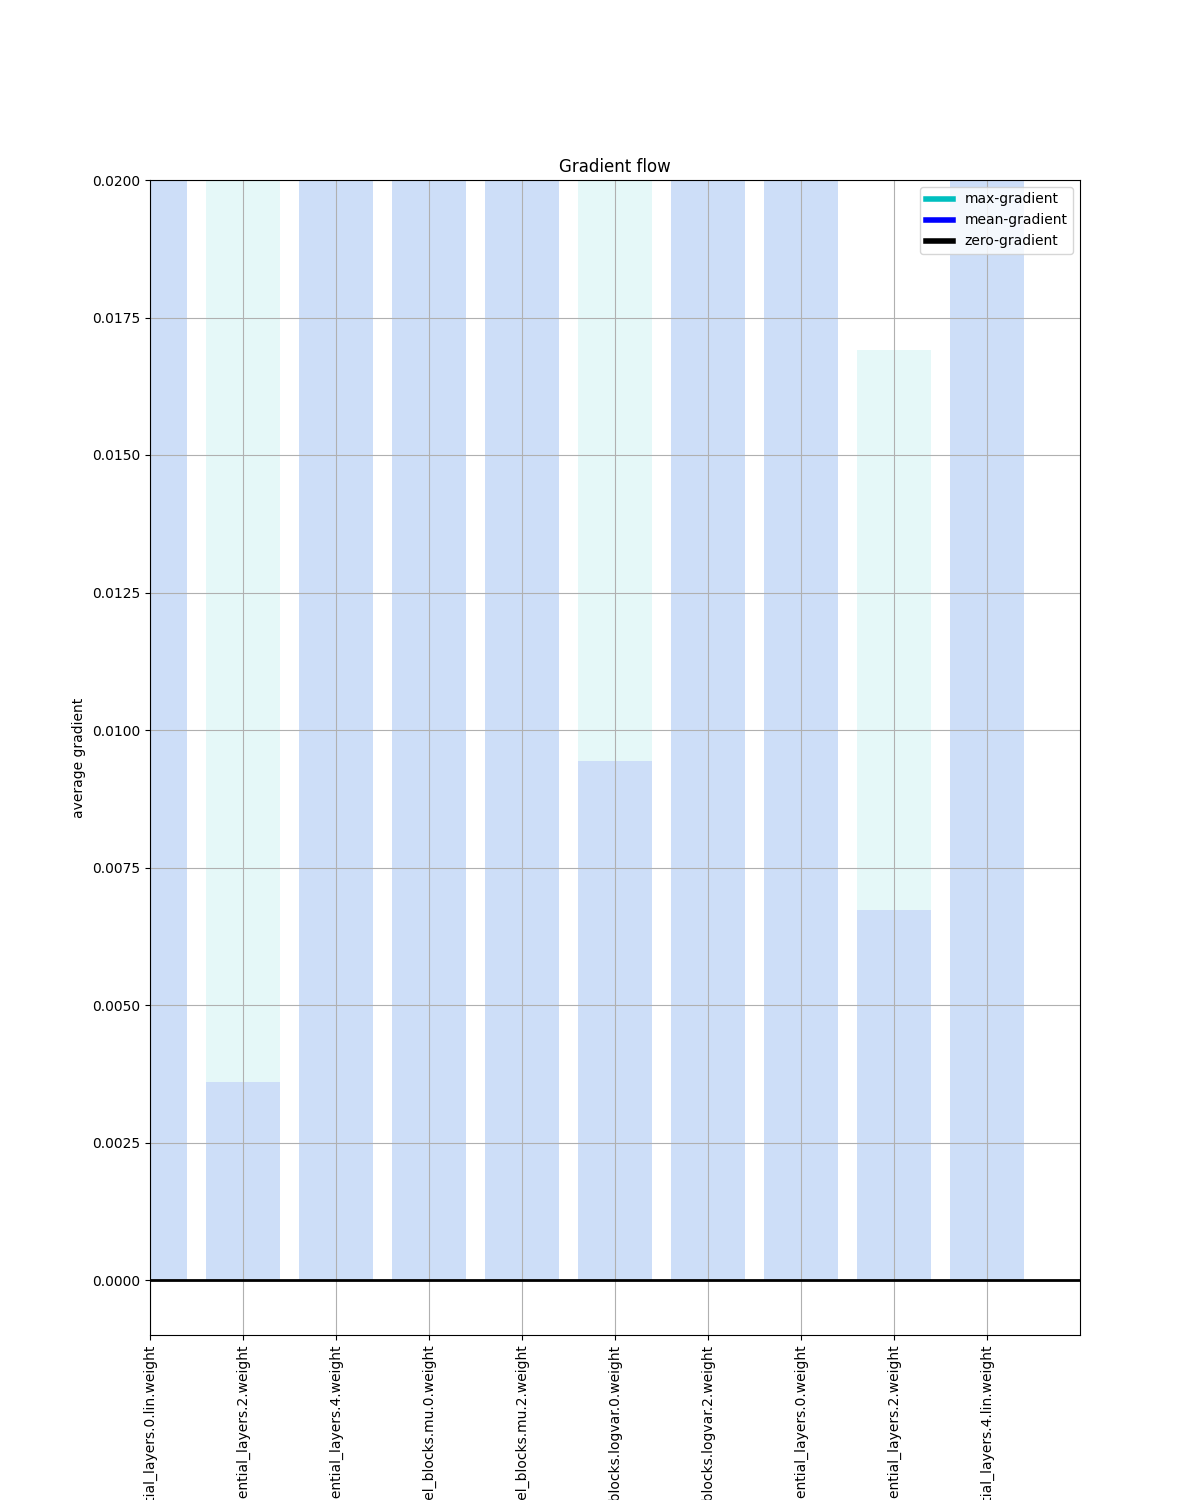 Gradient flow
max-gradient
mean-gradient
zero-gradient
0.0200
0.0175
0.0150
0.0125
0.0100
0.0075
0.0050
0.0025
0.0000
average gradient
tial_layers.0.lin.weight
ential_layers.2.weight
ential_layers.4.weight
el_blocks.mu.0.weight
el_blocks.mu.2.weight
blocks.logvar.0.weight
blocks.logvar.2.weight
ential_layers.0.weight
ential_layers.2.weight
tial_layers.4.lin.weight